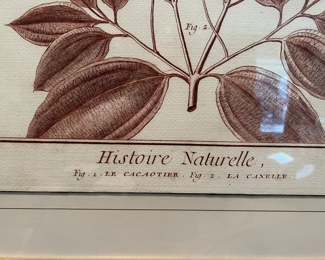 Fig. 2.
Histoire Naturelle,
Fig. 1. LE CACAOTIER. Fig. 2. LA CANELLE.